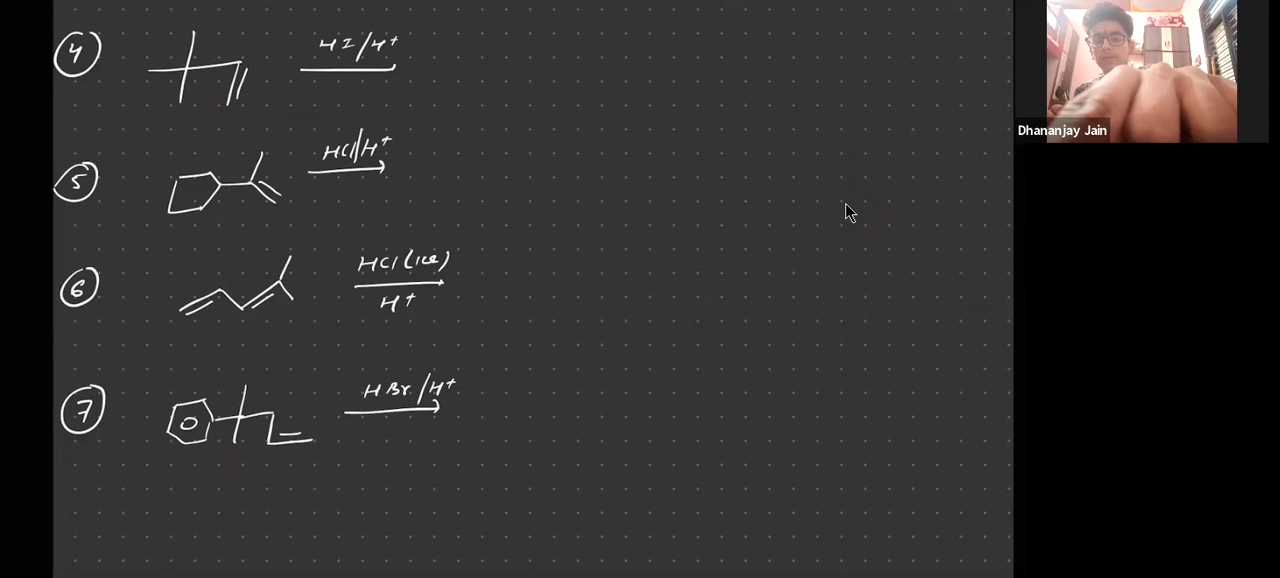 4 HI/H+
5 HCl/H+
6 HCl (ice)
H+
7 HBr/H+
Dhananjay Jain